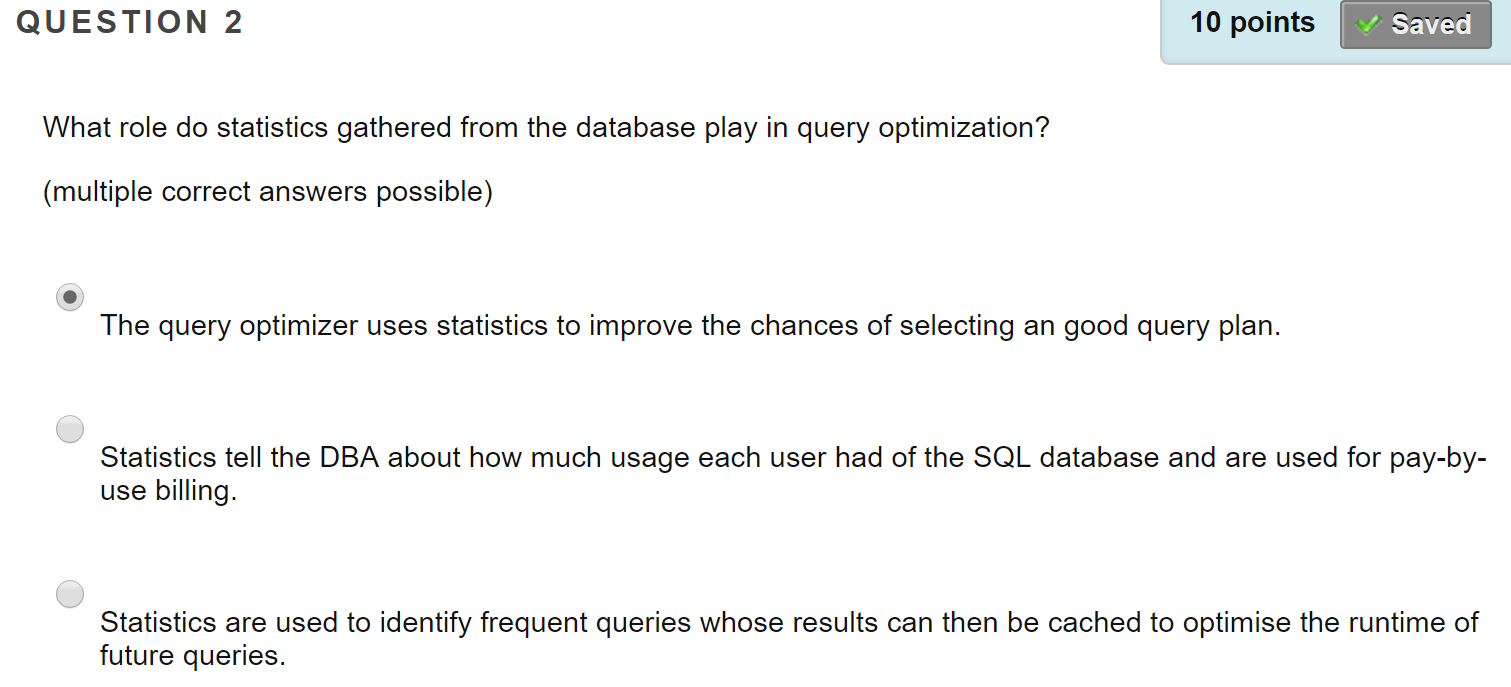 QUESTION 2
10 points
Saved
What role do statistics gathered from the database play in query optimization?
(multiple correct answers possible)
The query optimizer uses statistics to improve the chances of selecting an good query plan.
Statistics tell the DBA about how much usage each user had of the SQL database and are used for pay-by-
use billing.
Statistics are used to identify frequent queries whose results can then be cached to optimise the runtime of
future queries.